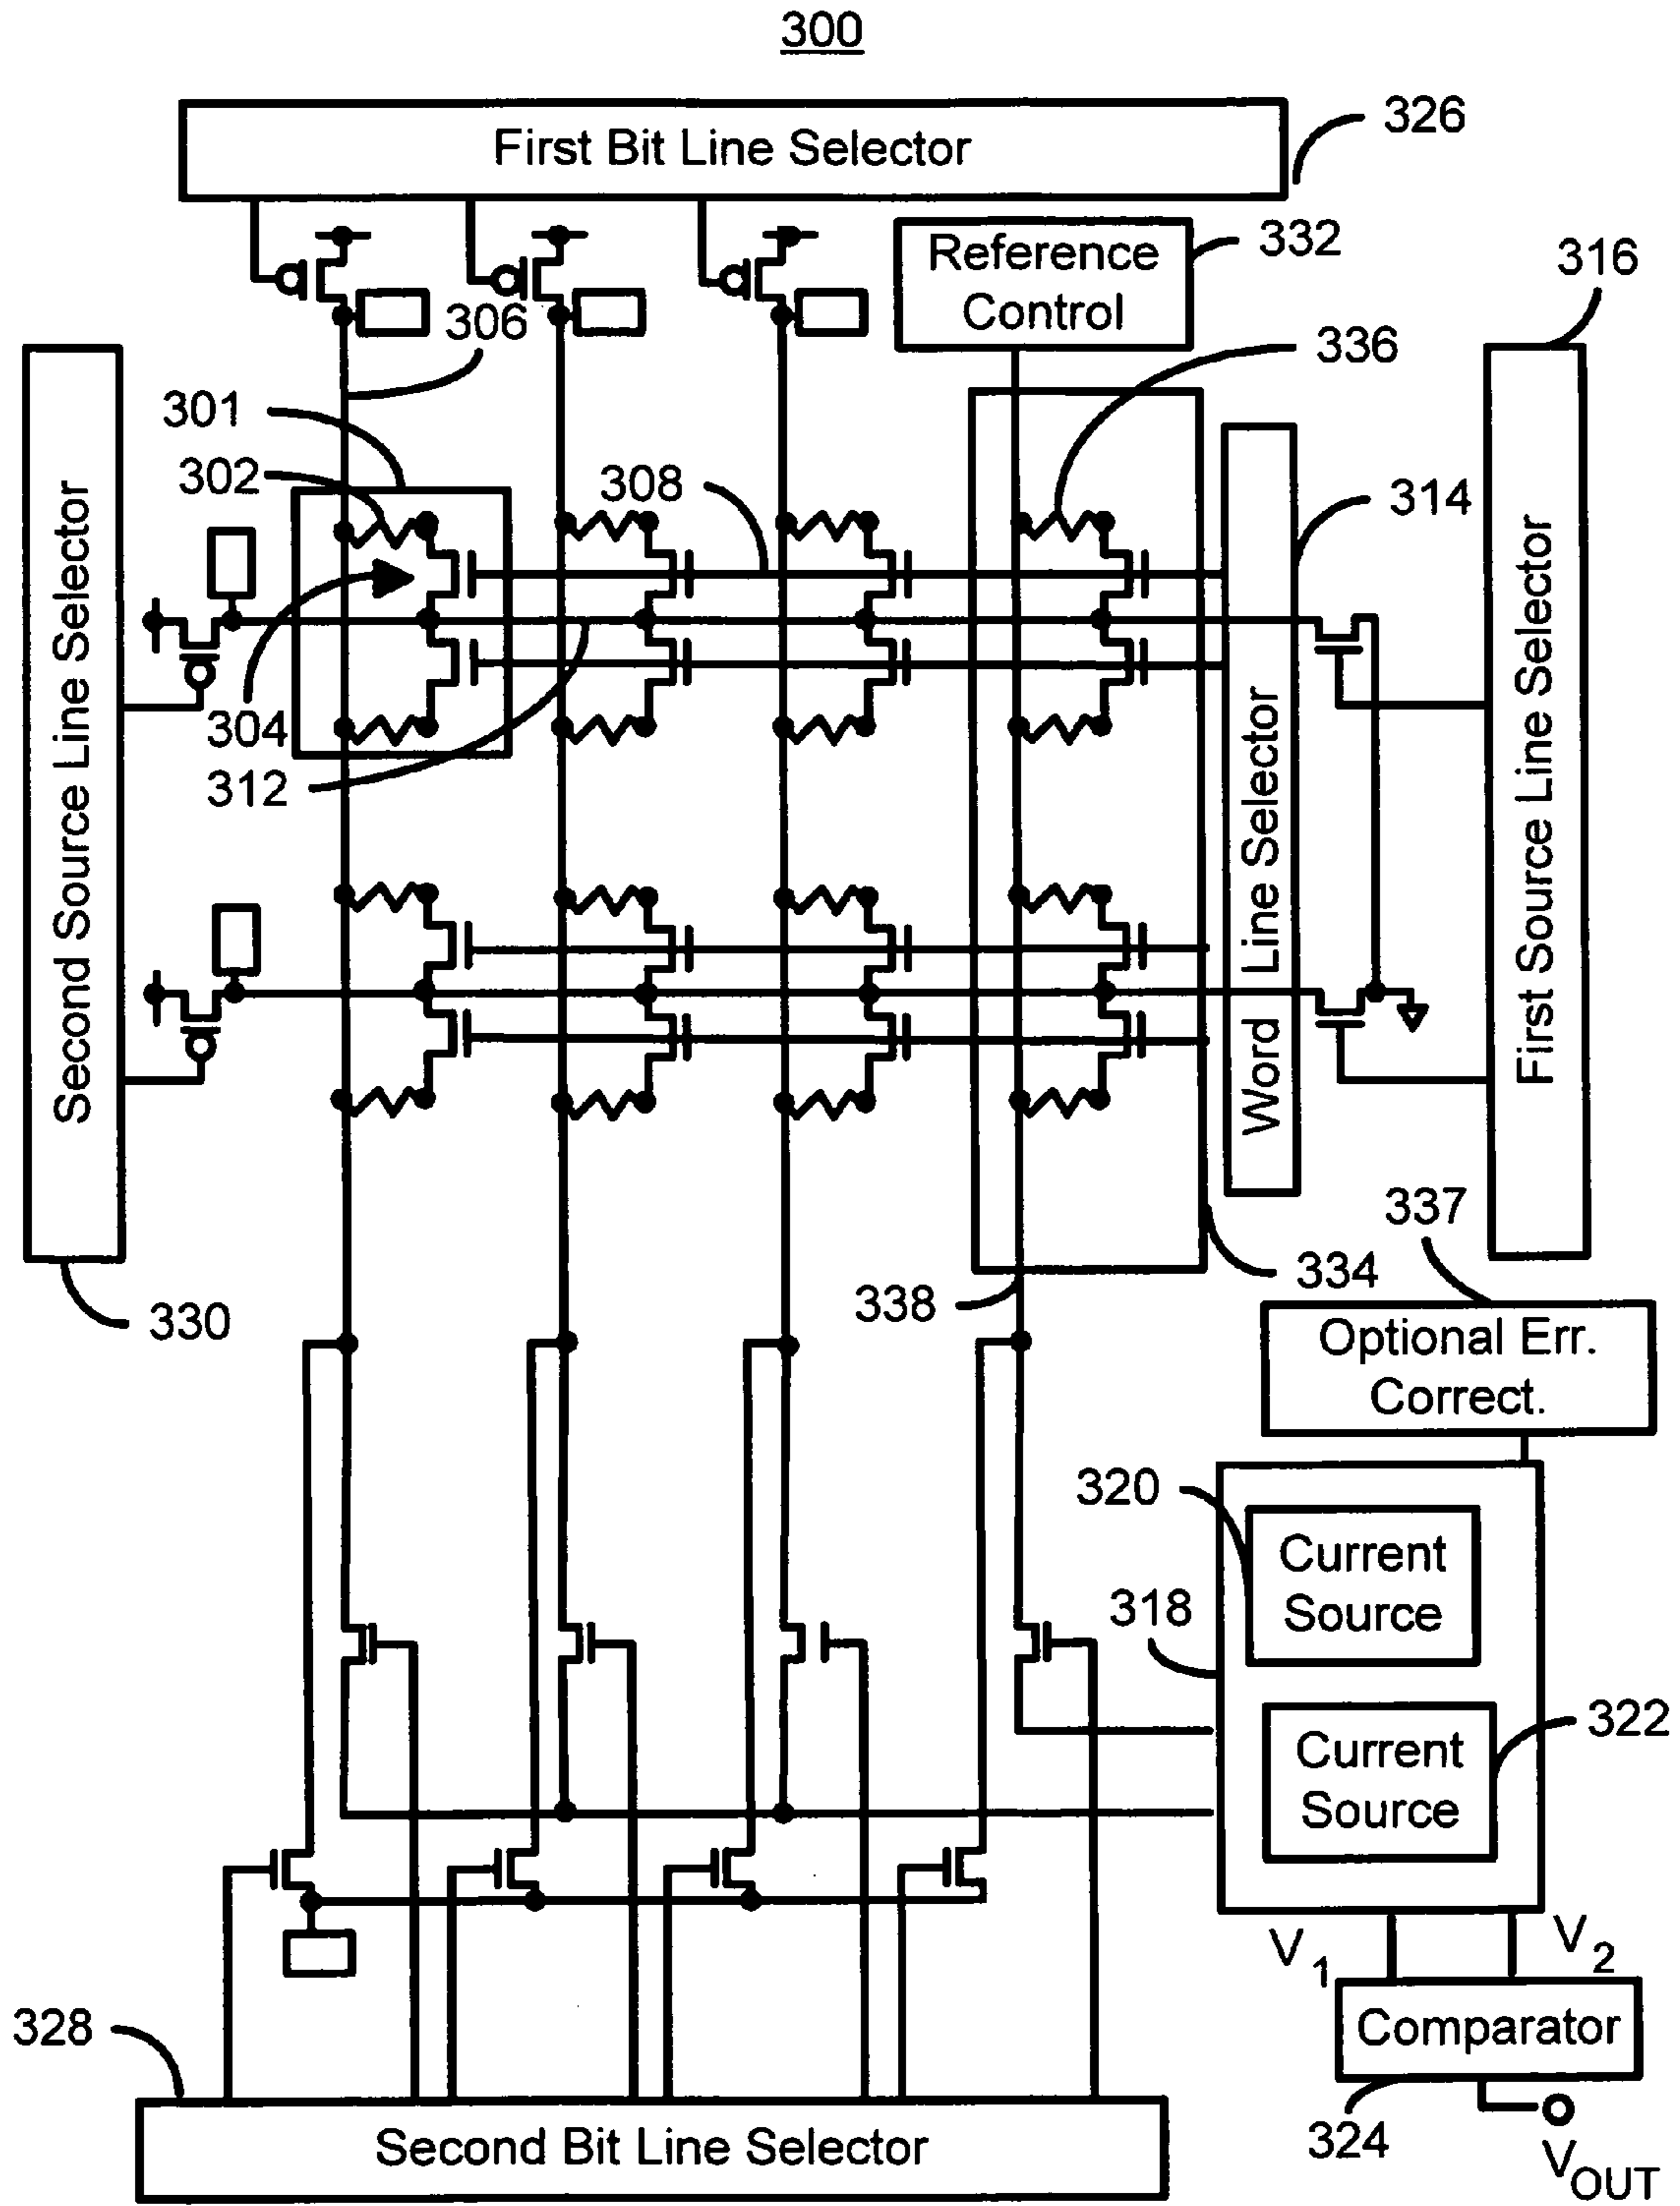 300
First Bit Line Selector
326
Reference
Control
332
316
306
336
301
302
308
314
Second Source Line Selector
304
312
Word Line Selector
First Source Line Selector
337
334
338
330
Optional Err.
Correct.
320
Current
Source
318
322
Current
Source
V1
V2
328
Comparator
324
VOUT
Second Bit Line Selector